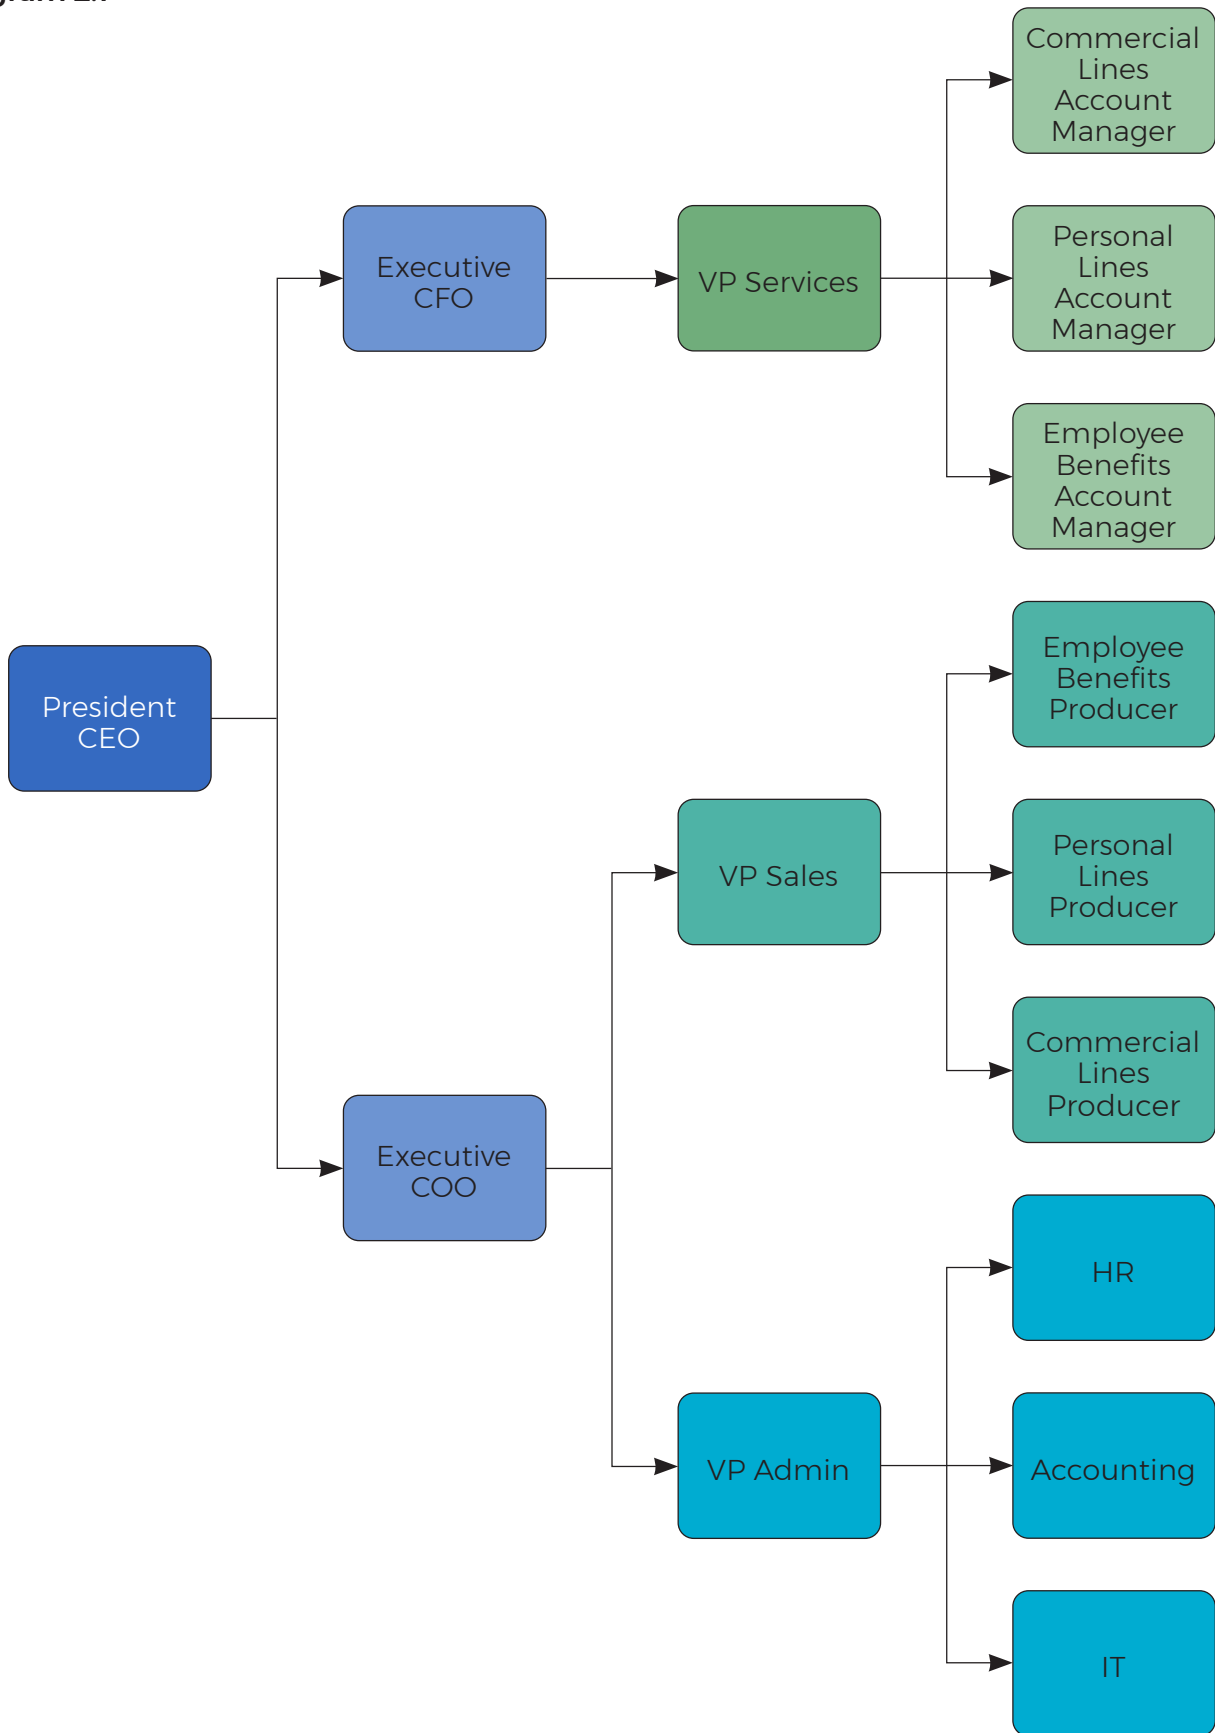 Commercial
Lines
Account
Manager
Executive
CFO
VP Services
Personal
Lines
Account
Manager
Employee
Benefits
Account
Manager
President
CEO
Employee
Benefits
Producer
VP Sales
Personal
Lines
Producer
Commercial
Lines
Producer
Executive
COO
HR
VP Admin
Accounting
IT